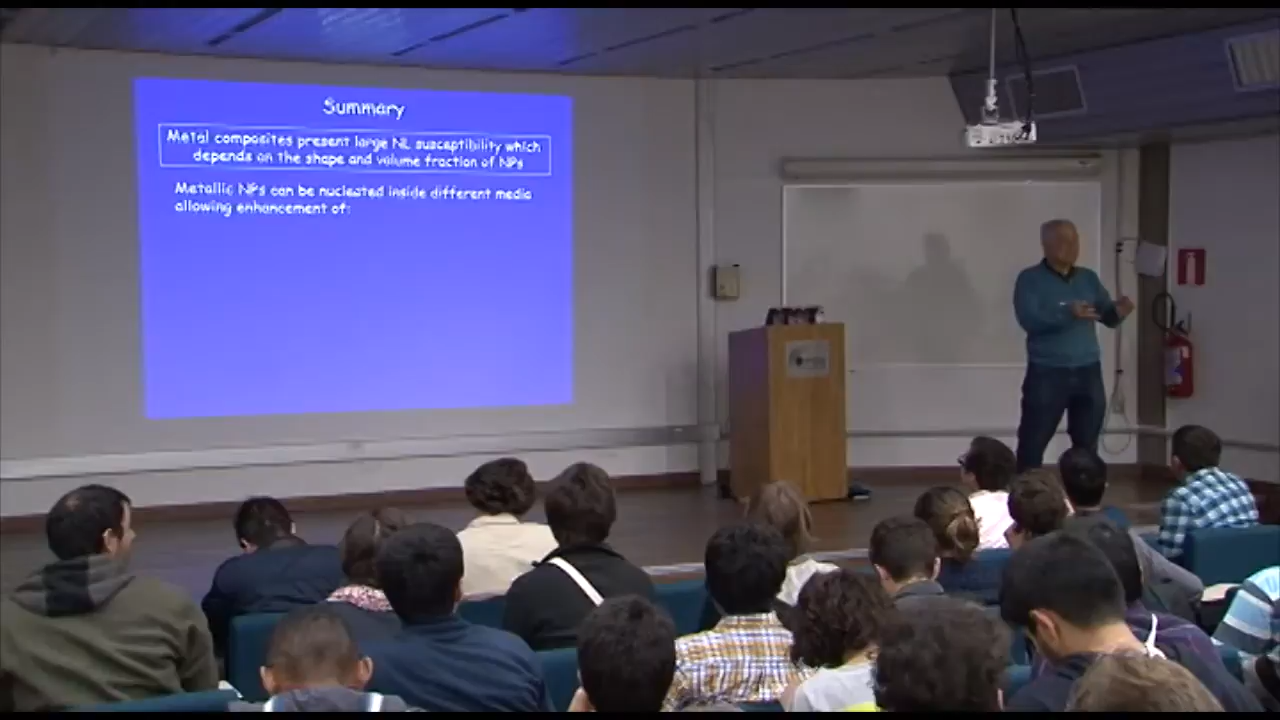 Summary
Metal composites present large NL susceptibility which
depends on the shape and volume fraction of NPs
Metallic NPs can be nucleated inside different media
allowing enhancement of: